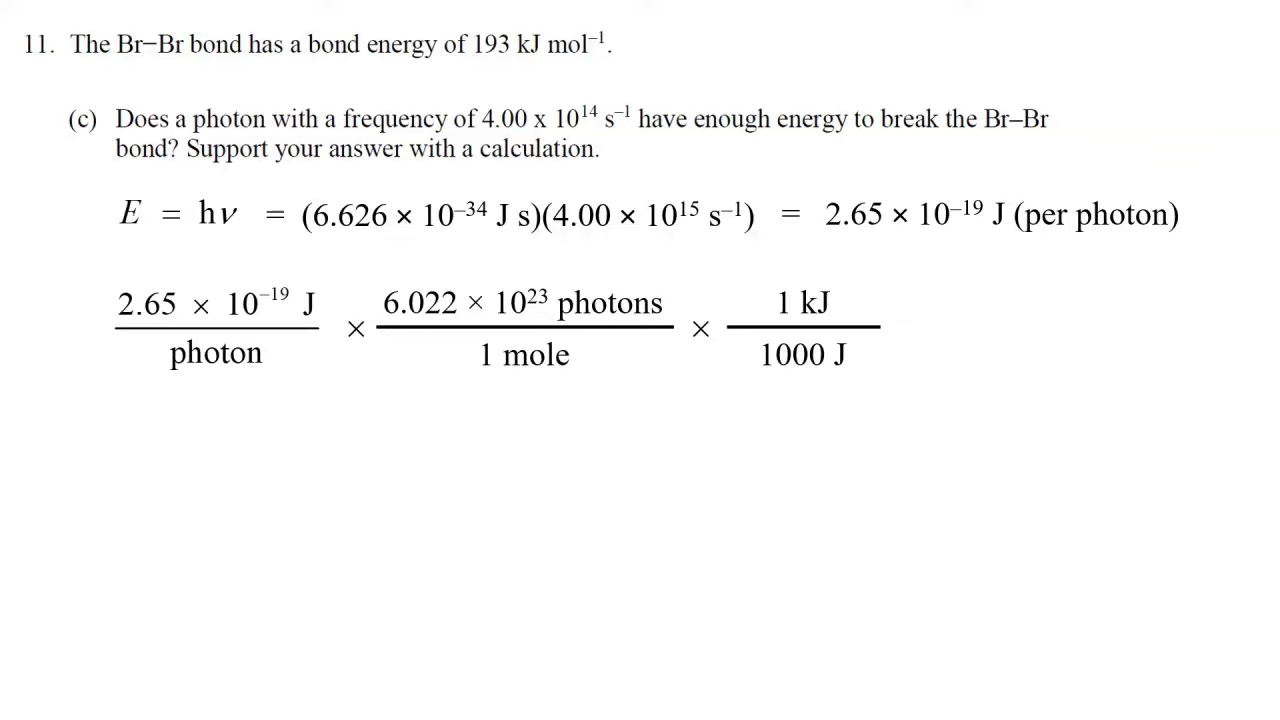 11. The Br–Br bond has a bond energy of 193 kJ mol⁻¹.
(c) Does a photon with a frequency of 4.00 x 10¹⁴ s⁻¹ have enough energy to break the Br–Br
bond? Support your answer with a calculation.
E = hν = (6.626 × 10⁻³⁴ J s)(4.00 × 10¹⁵ s⁻¹) = 2.65 × 10⁻¹⁹ J (per photon)
2.65 × 10⁻¹⁹ J × 6.022 × 10²³ photons × 1 kJ
photon 1 mole 1000 J